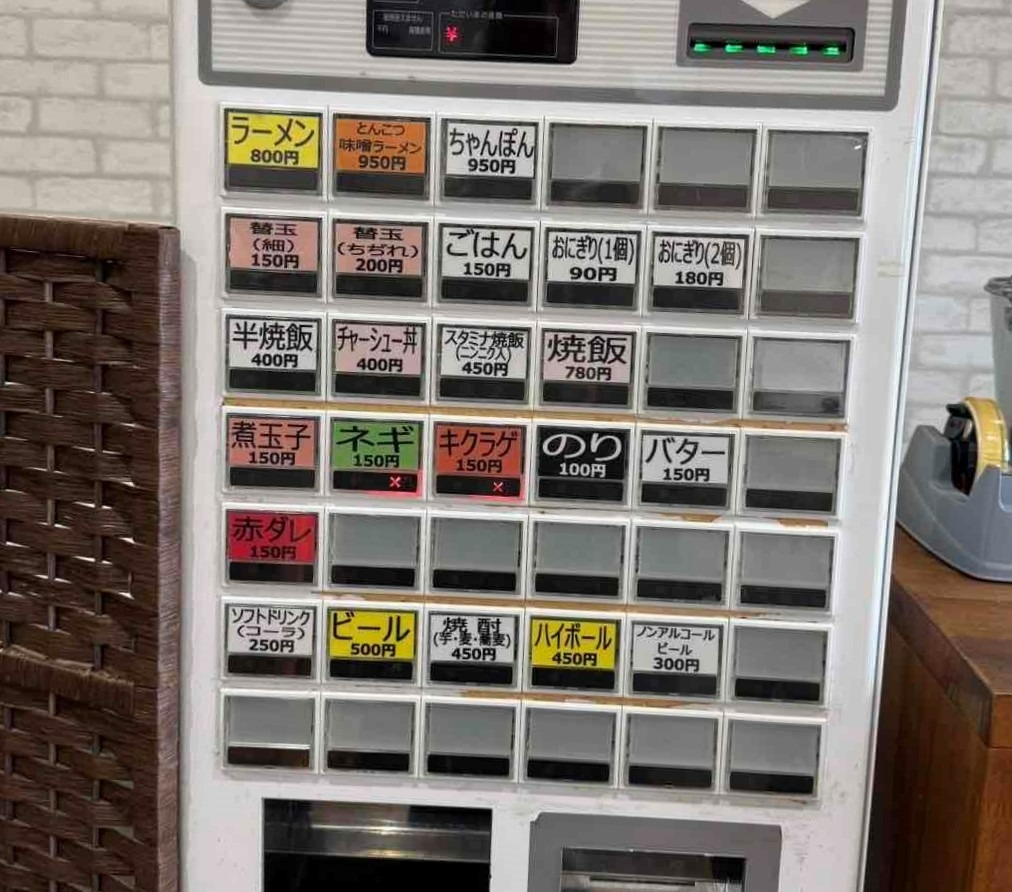 ただいまの金額
¥
ラーメン
800円
とんこつ
味噌ラーメン
950円
ちゃんぽん
950円
替玉
(細)
150円
替玉
(ちぢれ)
200円
ごはん
150円
おにぎり(1個)
90円
おにぎり(2個)
180円
半焼飯
400円
チャーシュー丼
400円
スタミナ焼飯
(ニンニク入)
450円
焼飯
780円
煮玉子
150円
ネギ
150円
×
キクラゲ
150円
×
のり
100円
バター
150円
赤ダレ
150円
ソフトドリンク
(コーラ)
250円
ビール
500円
焼酎
(芋・麦・蕎麦)
450円
ハイボール
450円
ノンアルコール
ビール
300円